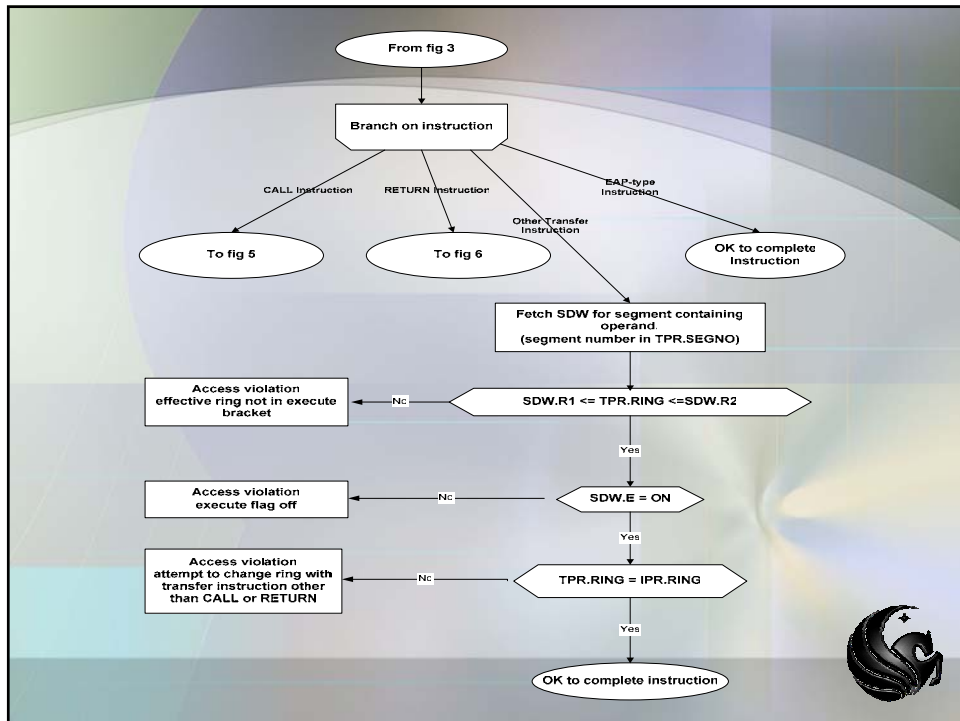 From fig 3
Branch on instruction
CALL Instruction
RETURN Instruction
EAP-type
Instruction
Other Transfer
Instruction
To fig 5
To fig 6
OK to complete
Instruction
Fetch SDW for segment containing
operand.
(segment number in TPR.SEGNO)
Access violation
effective ring not in execute
bracket
No
SDW.R1 <= TPR.RING <=SDW.R2
Yes
Access violation
execute flag off
No
SDW.E = ON
Yes
Access violation
attempt to change ring with
transfer instruction other
than CALL or RETURN
No
TPR.RING = IPR.RING
Yes
OK to complete instruction